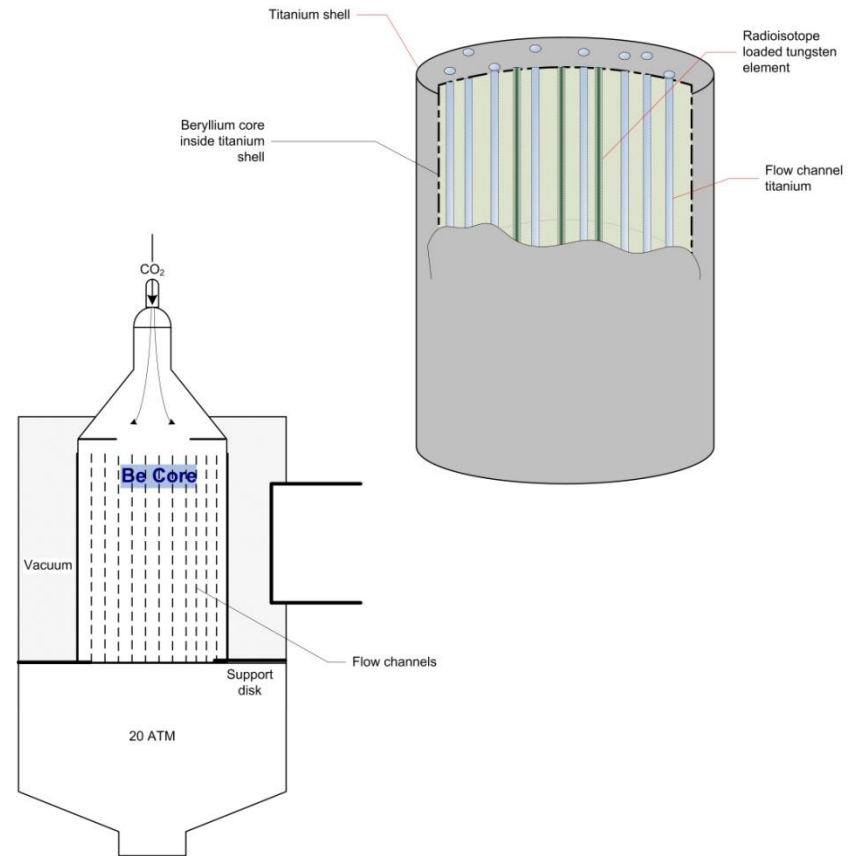 Titanium shell
Radioisotope
loaded tungsten
element
Beryllium core
inside titanium
shell
Flow channel
titanium
CO₂
Be Core
Vacuum
Flow channels
Support
disk
20 ATM